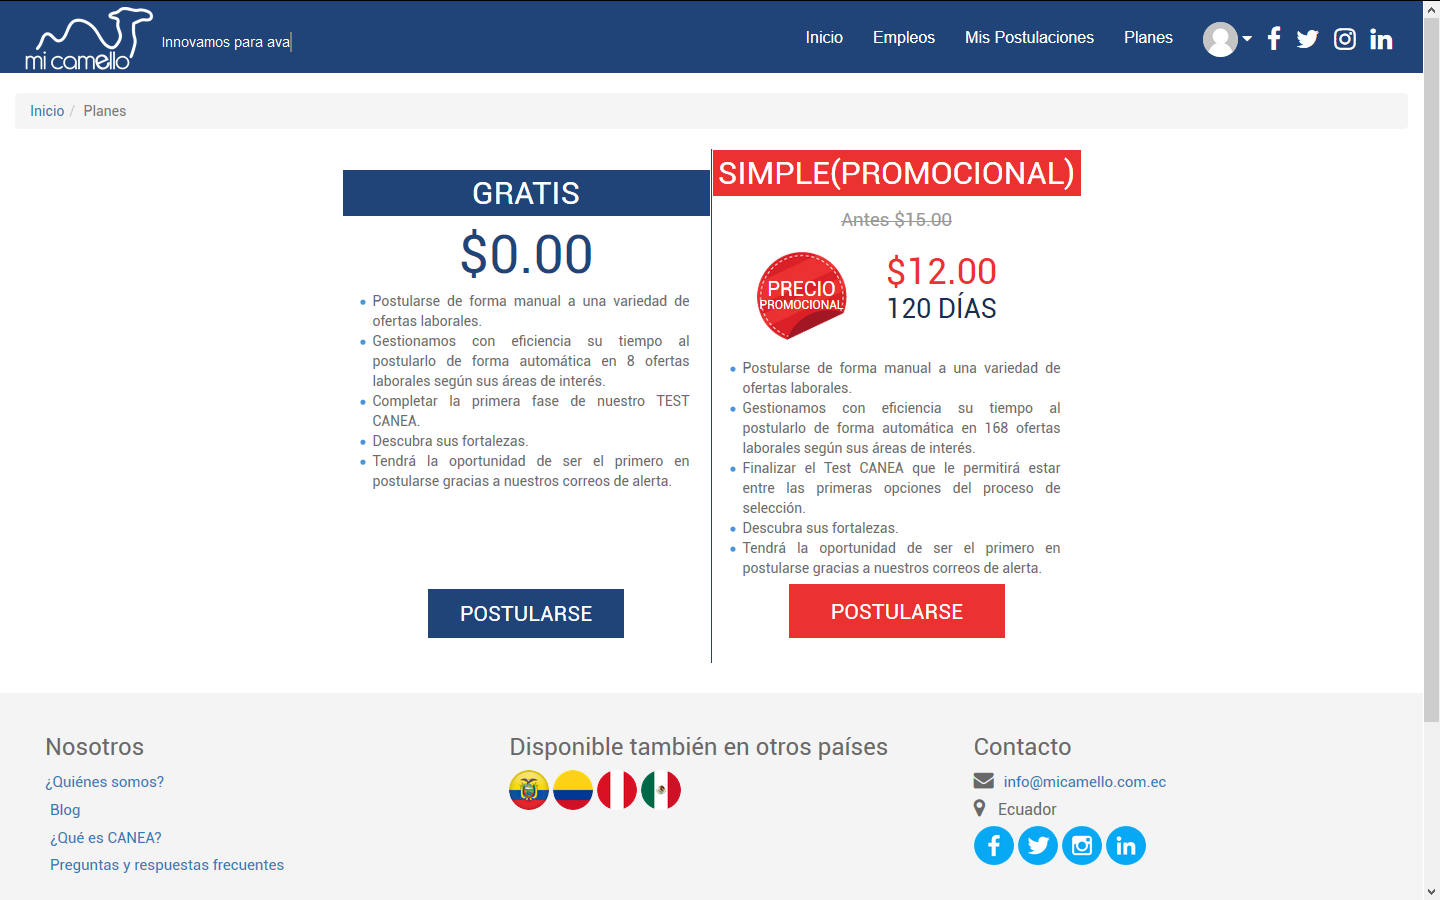 mi camello
Innovamos para ava
Inicio
Empleos
Mis Postulaciones
Planes
Inicio / Planes
GRATIS
$0.00
Postularse de forma manual a una variedad de
ofertas laborales.
Gestionamos con eficiencia su tiempo al
postularlo de forma automática en 8 ofertas
laborales según sus áreas de interés.
Completar la primera fase de nuestro TEST
CANEA.
Descubra sus fortalezas.
Tendrá la oportunidad de ser el primero en
postularse gracias a nuestros correos de alerta.
POSTULARSE
SIMPLE(PROMOCIONAL)
Antes $15.00
PRECIO
PROMOCIONAL
$12.00
120 DÍAS
Postularse de forma manual a una variedad de
ofertas laborales.
Gestionamos con eficiencia su tiempo al
postularlo de forma automática en 168 ofertas
laborales según sus áreas de interés.
Finalizar el Test CANEA que le permitirá estar
entre las primeras opciones del proceso de
selección.
Descubra sus fortalezas.
Tendrá la oportunidad de ser el primero en
postularse gracias a nuestros correos de alerta.
POSTULARSE
Nosotros
¿Quiénes somos?
Blog
¿Qué es CANEA?
Preguntas y respuestas frecuentes
Disponible también en otros países
Contacto
info@micamello.com.ec
Ecuador